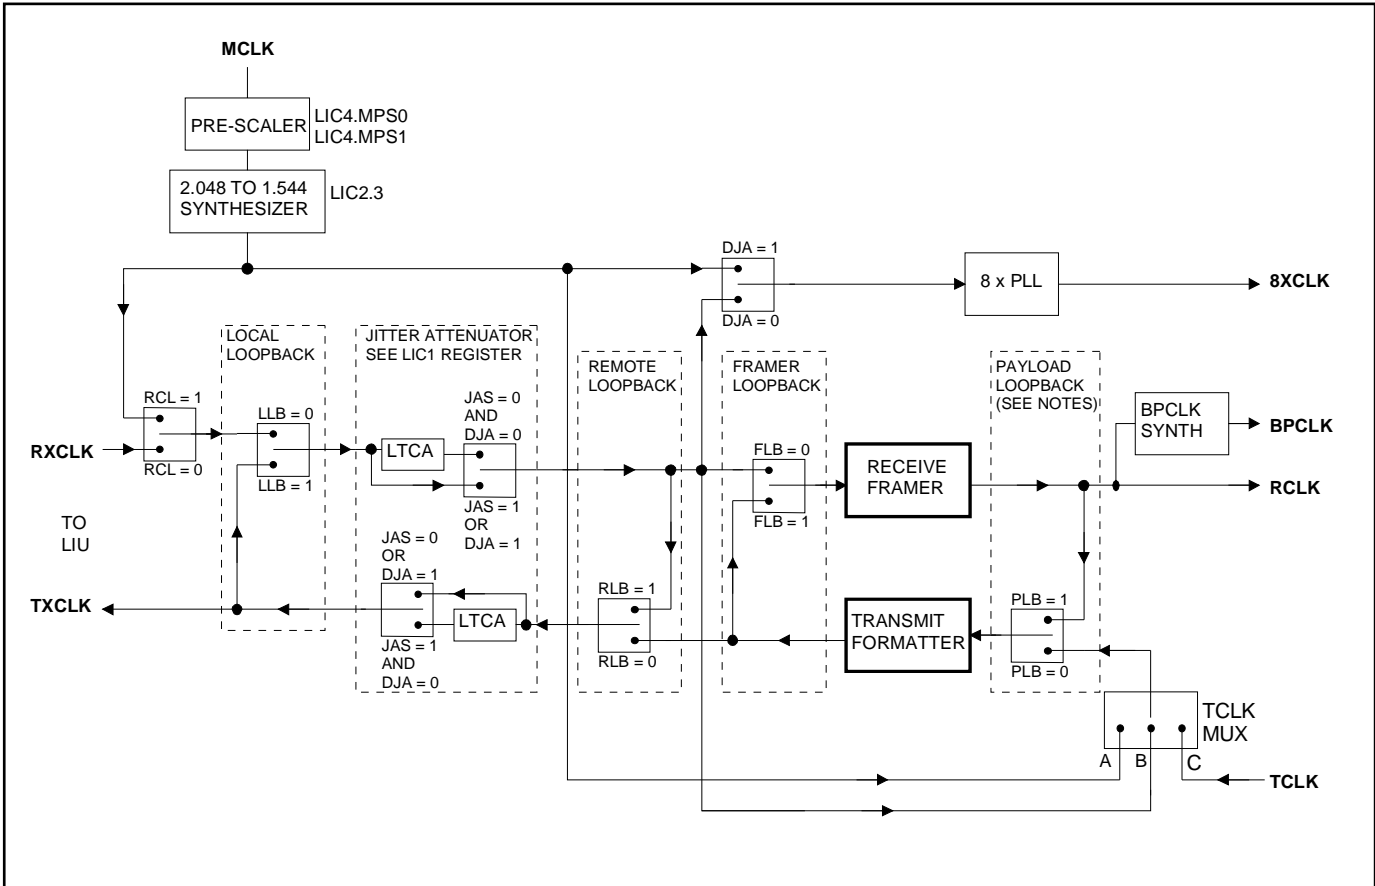 MCLK
PRE-SCALER
LIC4.MPS0
LIC4.MPS1
2.048 TO 1.544
SYNTHESIZER
LIC2.3
DJA = 1
DJA = 0
8 x PLL
8XCLK
LOCAL
LOOPBACK
JITTER ATTENUATOR
SEE LIC1 REGISTER
REMOTE
LOOPBACK
FRAMER
LOOPBACK
PAYLOAD
LOOPBACK
(SEE NOTES)
RCL = 1
RCL = 0
RXCLK
LLB = 0
LLB = 1
LTCA
JAS = 0
AND
DJA = 0
JAS = 1
OR
DJA = 1
FLB = 0
FLB = 1
RECEIVE
FRAMER
BPCLK
SYNTH
BPCLK
RCLK
TO
LIU
TXCLK
JAS = 0
OR
DJA = 1
LTCA
JAS = 1
AND
DJA = 0
RLB = 1
RLB = 0
TRANSMIT
FORMATTER
PLB = 1
PLB = 0
TCLK
MUX
A
B
C
TCLK